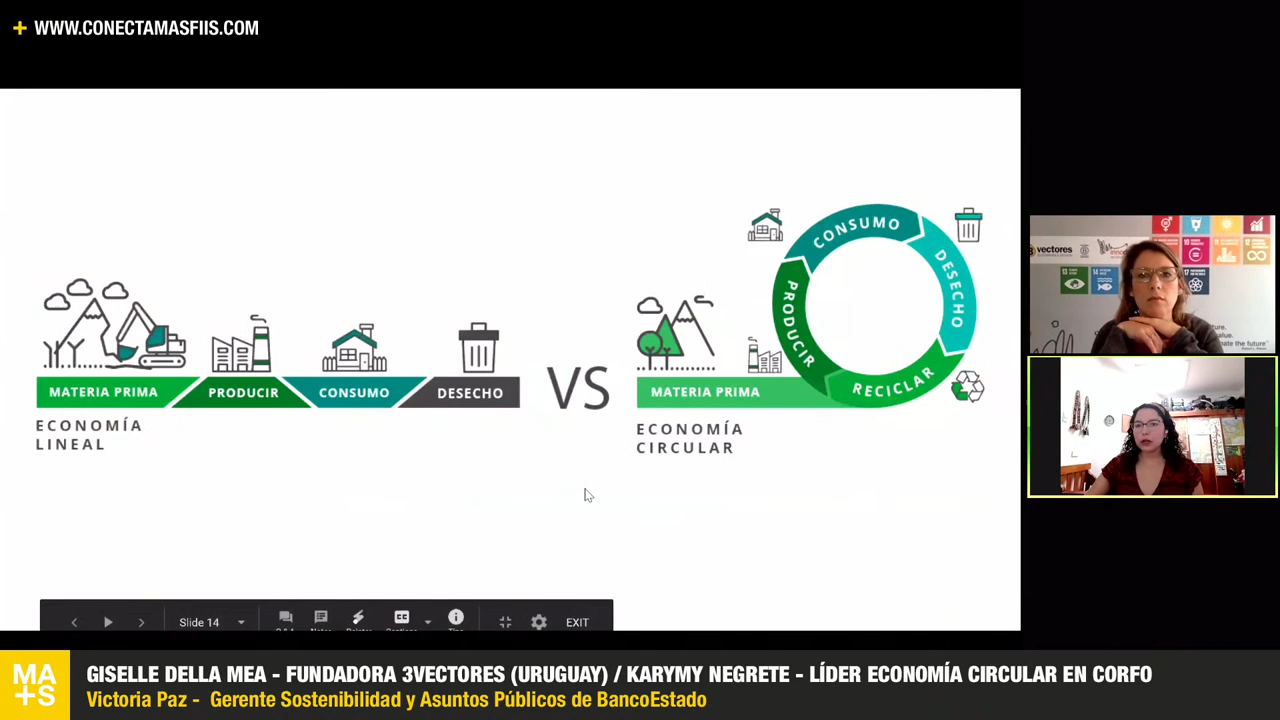 + WWW.CONECTAMASFIIS.COM
MATERIA PRIMA
PRODUCIR
CONSUMO
DESECHO
ECONOMÍA
LINEAL
VS
CONSUMO
DESECHO
RECICLAR
PRODUCIR
MATERIA PRIMA
ECONOMÍA
CIRCULAR
vectores
Slide 14
EXIT
MA
+S
GISELLE DELLA MEA - FUNDADORA 3VECTORES (URUGUAY) / KARYMY NEGRETE - LÍDER ECONOMÍA CIRCULAR EN CORFO
Victoria Paz - Gerente Sostenibilidad y Asuntos Públicos de BancoEstado